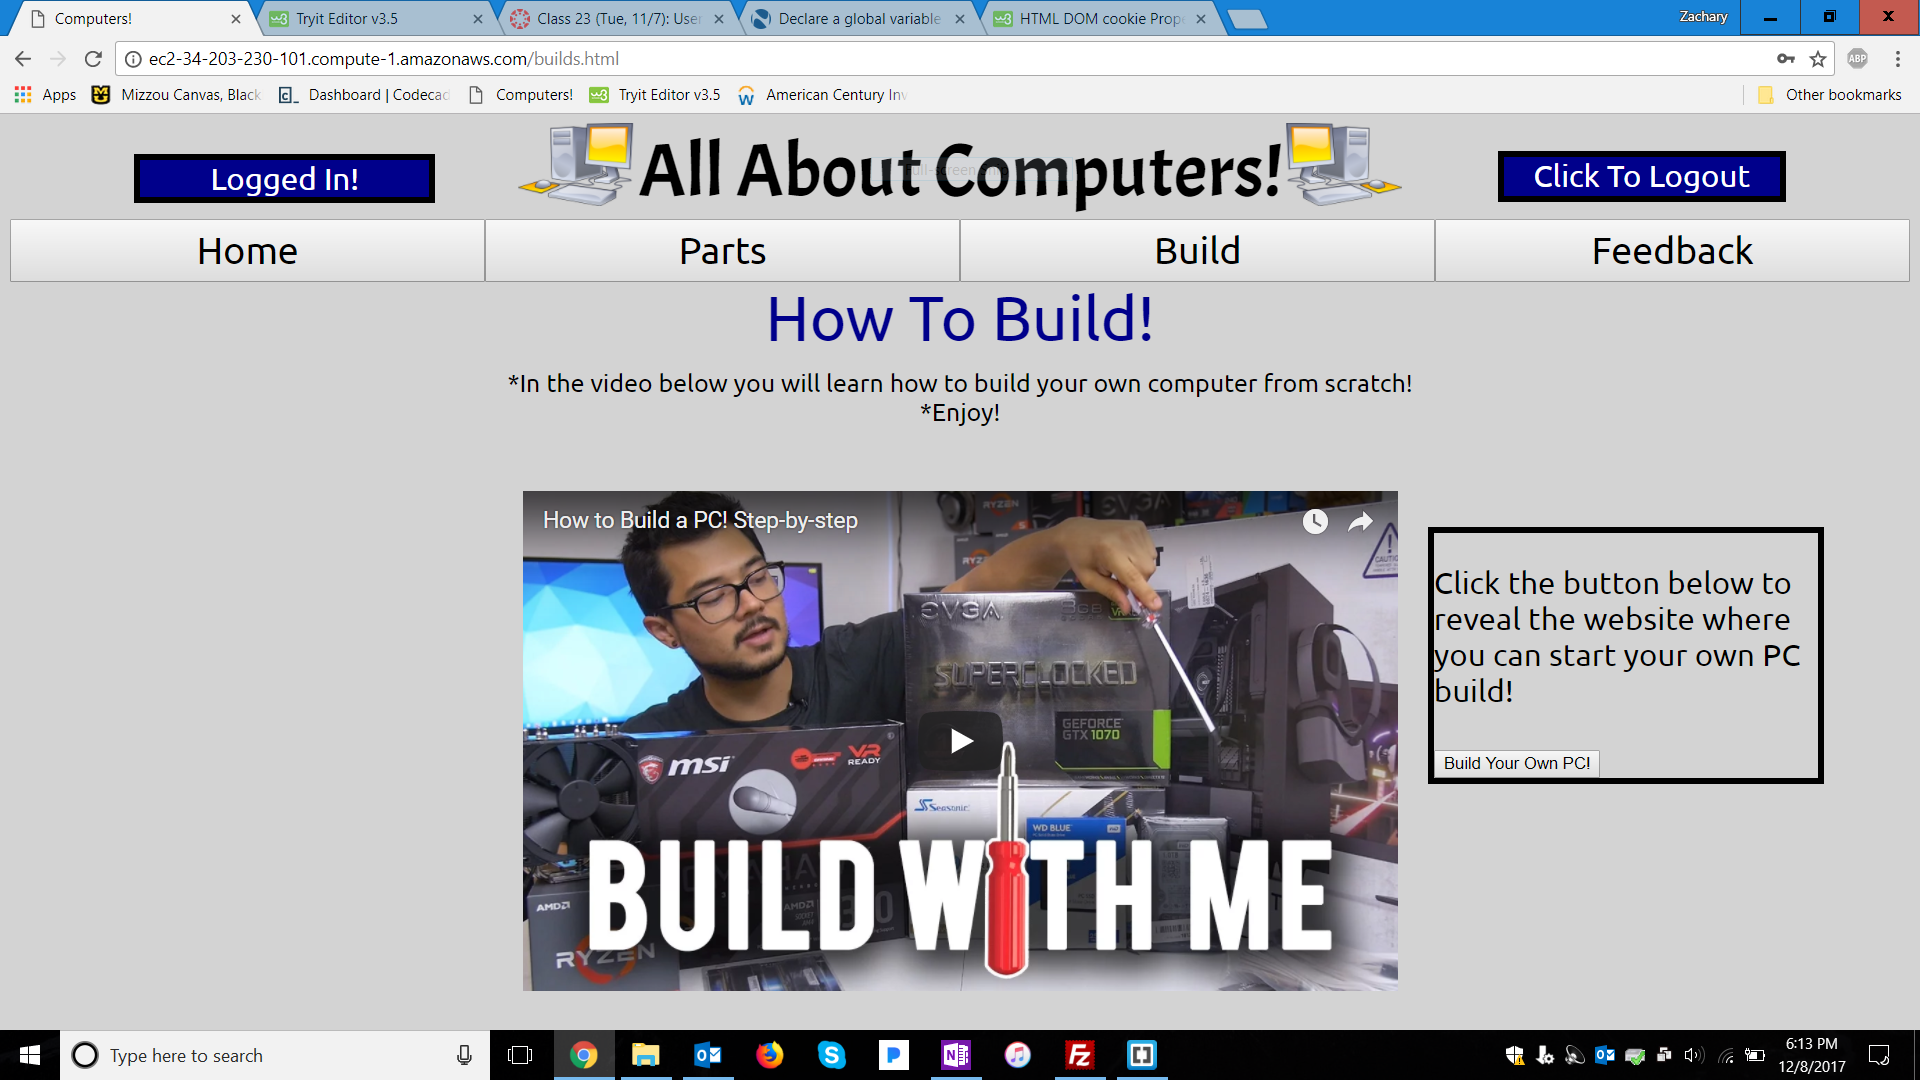 Computers!
Tryit Editor v3.5
Class 23 (Tue, 11/7): User
Declare a global variable
HTML DOM cookie Prope
Zachary
ec2-34-203-230-101.compute-1.amazonaws.com/builds.html
ABP
Apps
Mizzou Canvas, Black
Dashboard | Codecad
Computers!
Tryit Editor v3.5
American Century Inv
Other bookmarks
Logged In!
All About Computers!
Click To Logout
Home
Parts
Build
Feedback
How To Build!
*In the video below you will learn how to build your own computer from scratch!
*Enjoy!
How to Build a PC! Step-by-step
RYZEN
EVGA
8GB
SUPERCLOCKED
GEFORCE
GTX 1070
msi
VR
READY
Seasonic
WD BLUE
AMD
RYZEN
AMD
BUILD WITH ME
Click the button below to
reveal the website where
you can start your own PC
build!
Build Your Own PC!
Type here to search
6:13 PM
12/8/2017